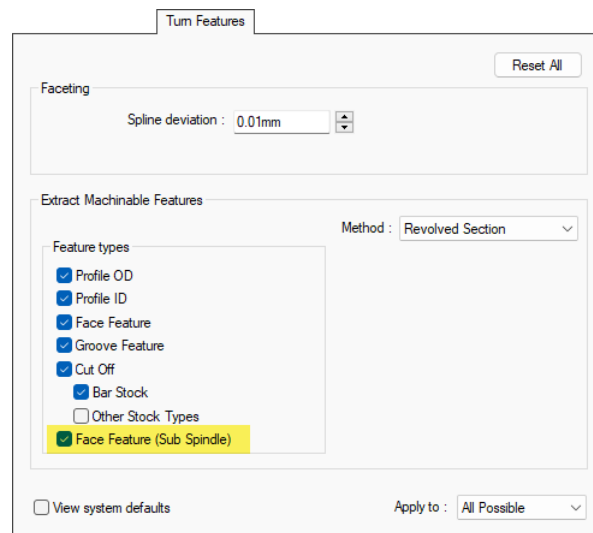 Turn Features
Reset All
Faceting
Spline deviation : 0.01mm
Extract Machinable Features
Method : Revolved Section
Feature types
Profile OD
Profile ID
Face Feature
Groove Feature
Cut Off
Bar Stock
Other Stock Types
Face Feature (Sub Spindle)
View system defaults
Apply to : All Possible